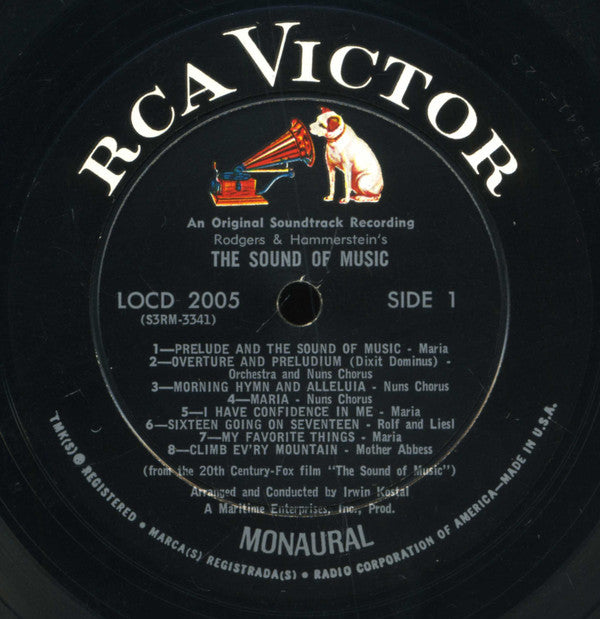 RCA VICTOR
An Original Soundtrack Recording
Rodgers & Hammerstein's
THE SOUND OF MUSIC
LOCD 2005 SIDE 1
(S3RM-3341)
1—PRELUDE AND THE SOUND OF MUSIC - Maria
2—OVERTURE AND PRELUDIUM (Dixit Dominus) -
Orchestra and Nuns Chorus
3—MORNING HYMN AND ALLELUIA - Nuns Chorus
4—MARIA - Nuns Chorus
5—I HAVE CONFIDENCE IN ME - Maria
6—SIXTEEN GOING ON SEVENTEEN - Rolf and Liesl
7—MY FAVORITE THINGS - Maria
8—CLIMB EV'RY MOUNTAIN - Mother Abbess
(from the 20th Century-Fox film "The Sound of Music")
Arranged and Conducted by Irwin Kostal
A Maritime Enterprises, Inc., Prod.
MONAURAL
TMK(S) ® REGISTERED • MARCA(S) REGISTRADA(S) • RADIO CORPORATION OF AMERICA—MADE IN U.S.A.